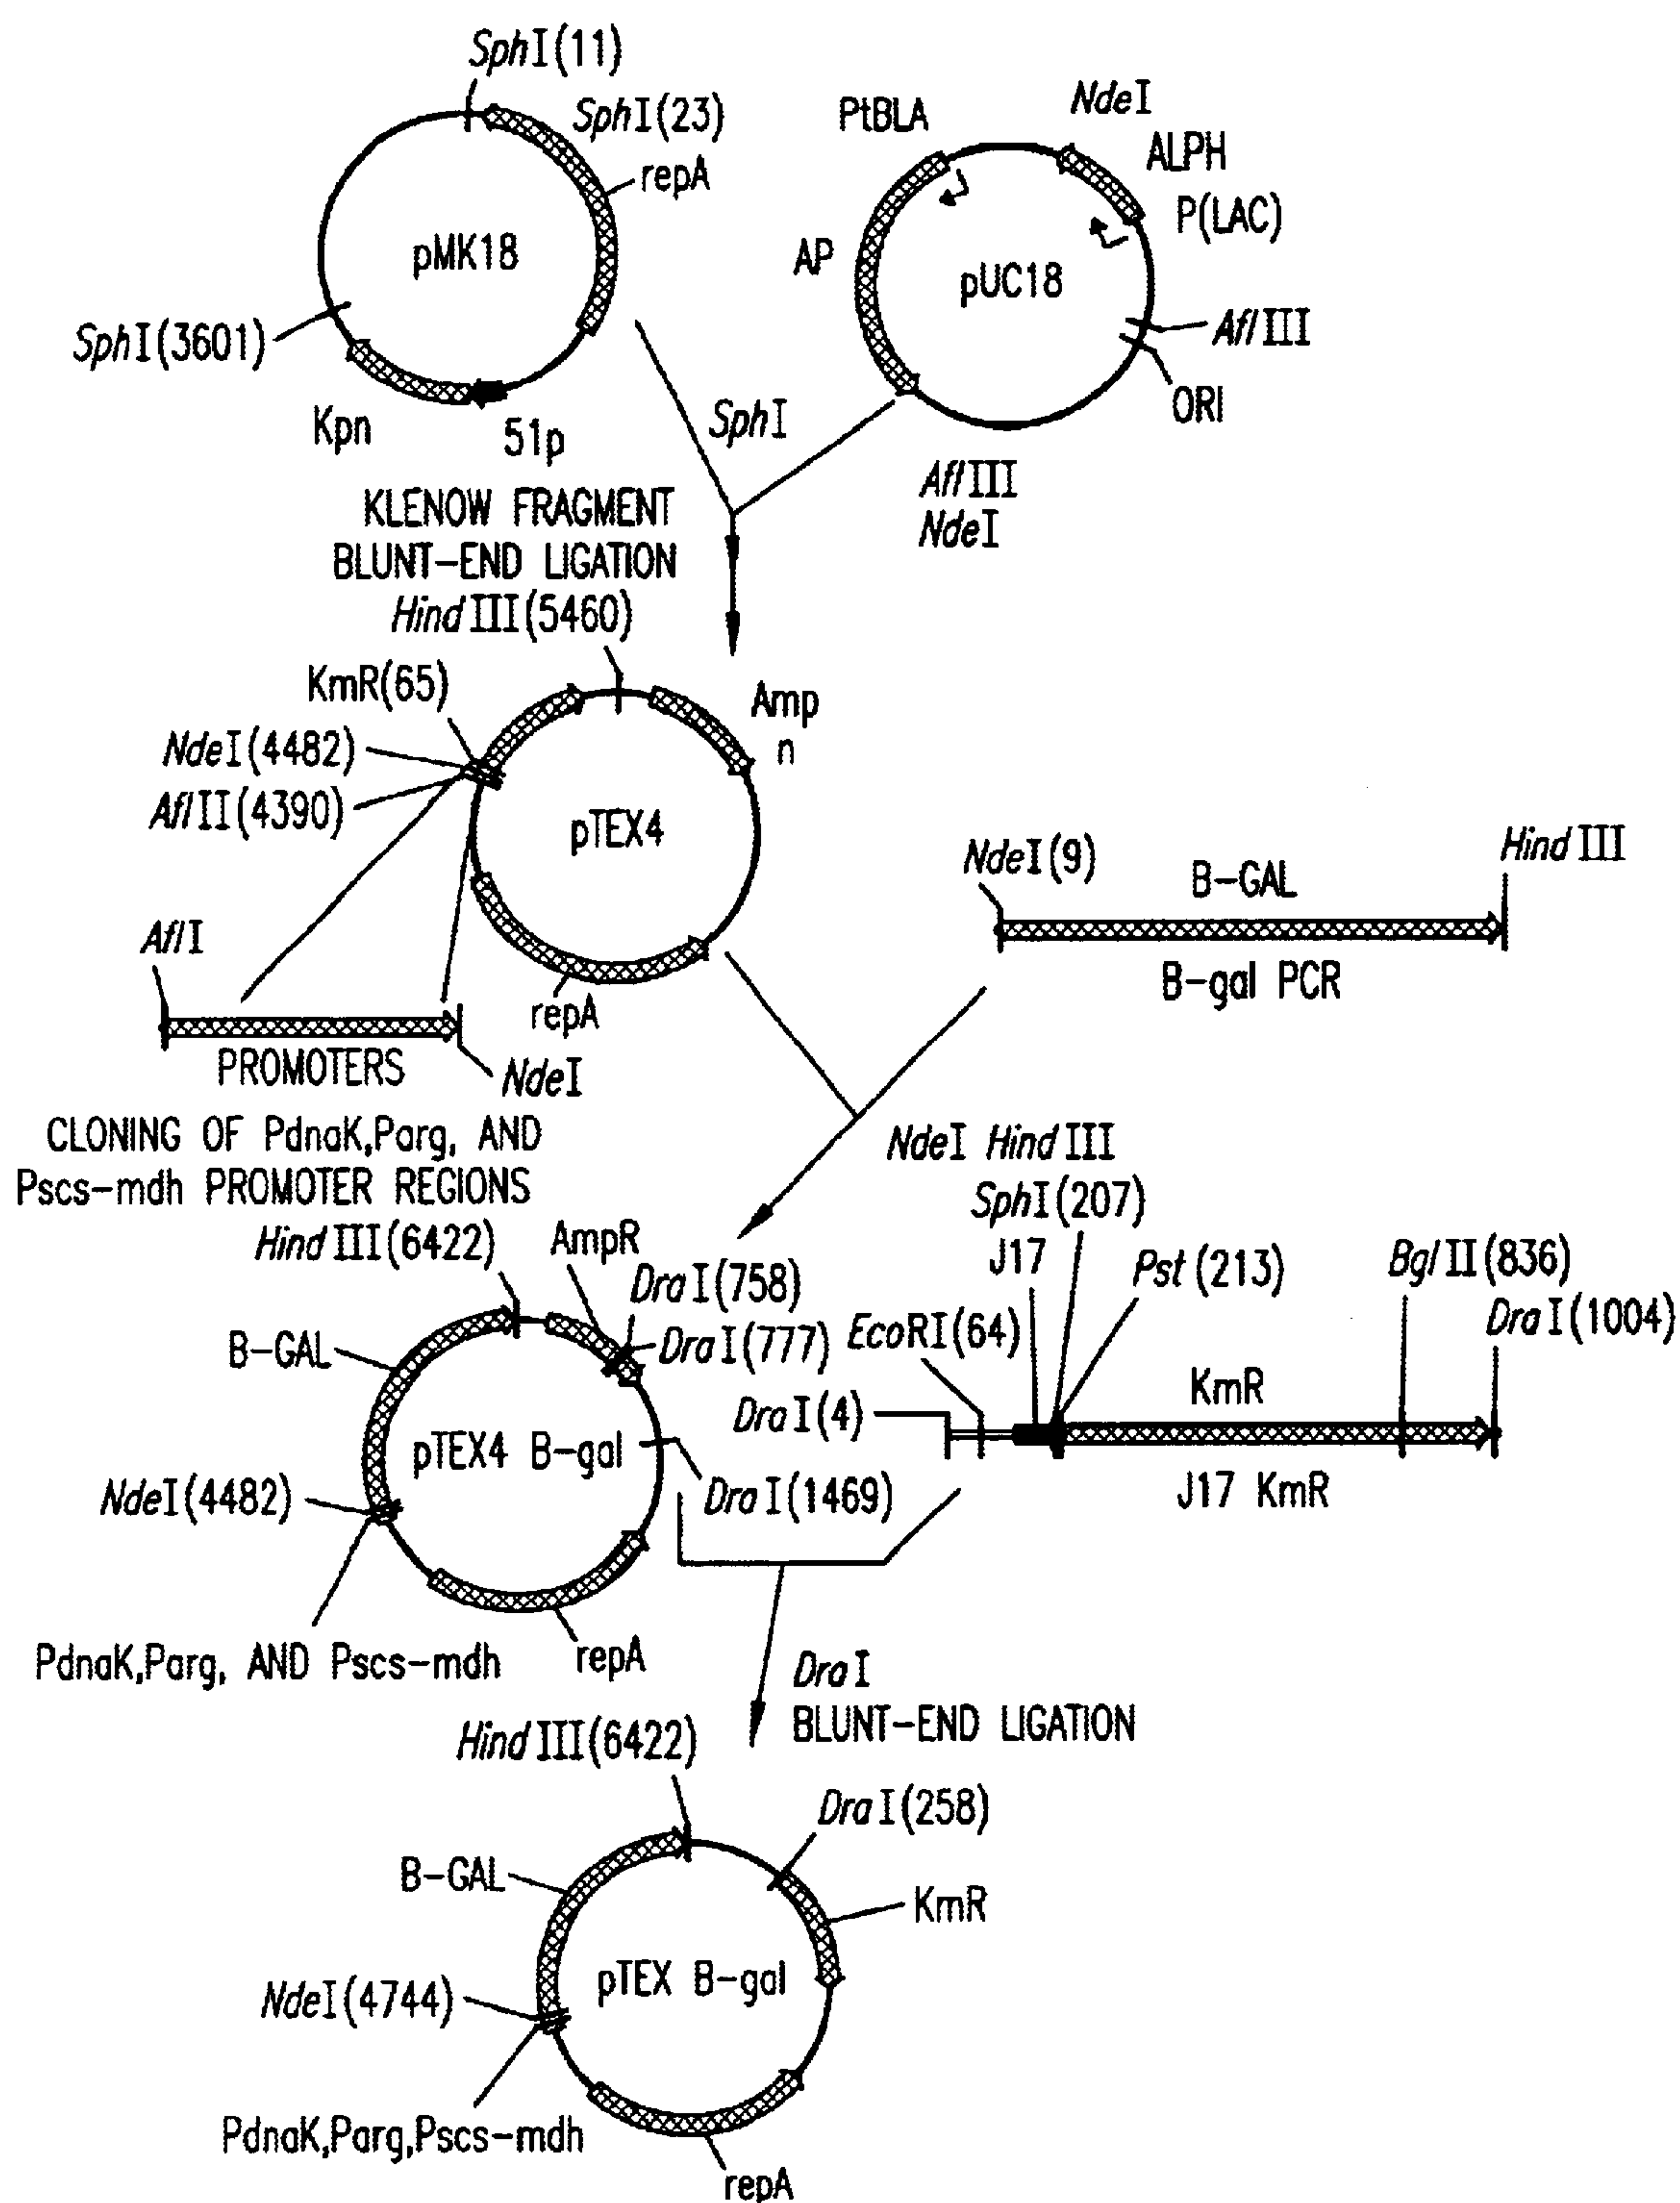 SphI(11)
SphI(23)
repA
pMK18
SphI(3601)
Kpn
51p
PtBLA
NdeI
ALPH
P(LAC)
AP
pUC18
AflIII
ORI
SphI
AflIII
NdeI
KLENOW FRAGMENT
BLUNT-END LIGATION
HindIII(5460)
KmR(65)
Amp
n
NdeI(4482)
AflII(4390)
pTEX4
repA
AflI
PROMOTERS
NdeI
CLONING OF PdnaK,Parg, AND
Pscs-mdh PROMOTER REGIONS
NdeI(9)
HindIII
B-GAL
B-gal PCR
NdeI HindIII
HindIII(6422)
AmpR
DraI(758)
DraI(777)
B-GAL
pTEX4 B-gal
NdeI(4482)
DraI(1469)
PdnaK,Parg, AND Pscs-mdh
repA
SphI(207)
J17
Pst(213)
BglII(836)
DraI(1004)
EcoRI(64)
KmR
DraI(4)
J17 KmR
DraI
BLUNT-END LIGATION
HindIII(6422)
DraI(258)
B-GAL
KmR
pTEX B-gal
NdeI(4744)
PdnaK,Parg,Pscs-mdh
repA